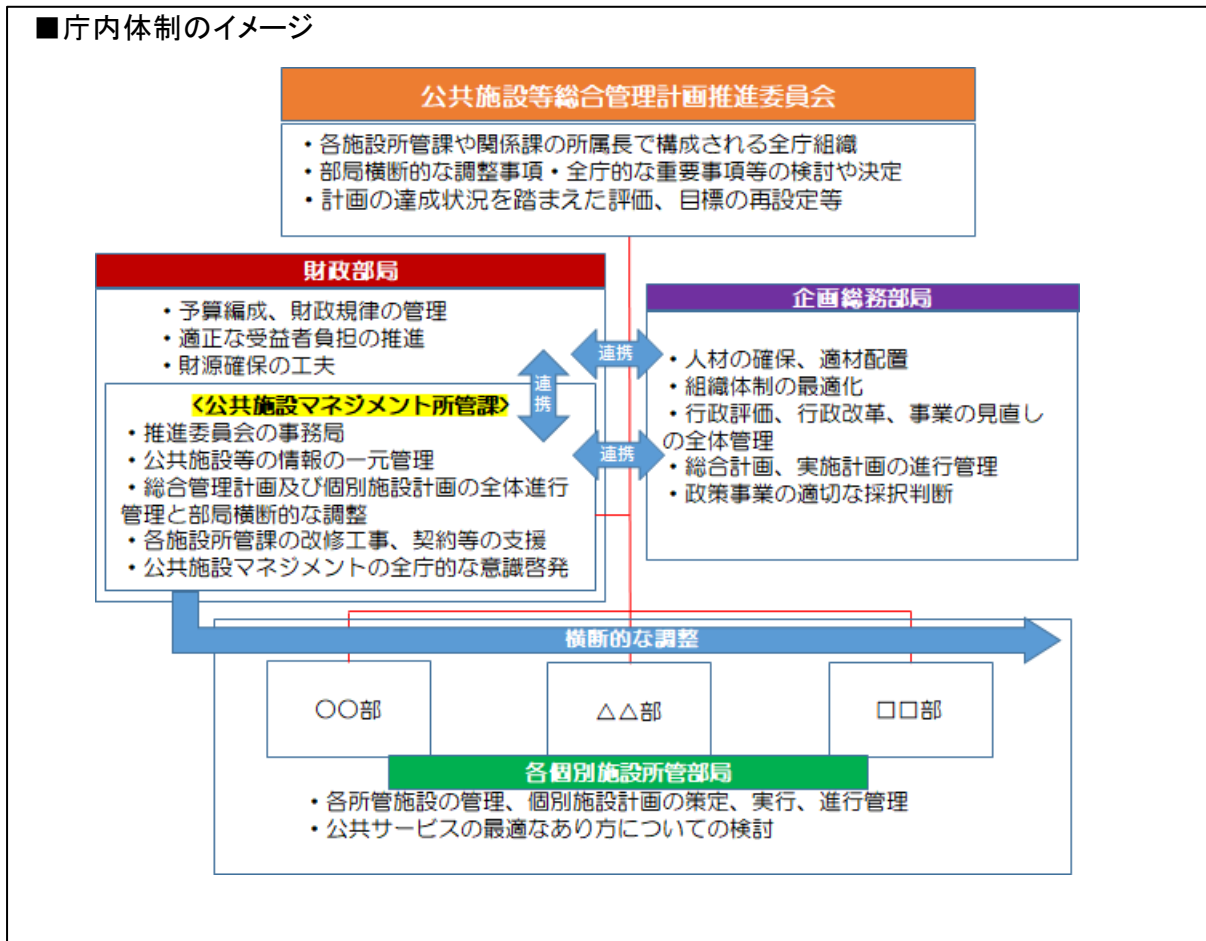 ■庁内体制のイメージ
公共施設等総合管理計画推進委員会
・各施設所管課や関係課の所属長で構成される全庁組織
・部局横断的な調整事項・全庁的な重要事項等の検討や決定
・計画の達成状況を踏まえた評価、目標の再設定等
財政部局
・予算編成、財政規律の管理
・適正な受益者負担の推進
・財源確保の工夫
<公共施設マネジメント所管課>
・推進委員会の事務局
・公共施設等の情報の一元管理
・総合管理計画及び個別施設計画の全体進行
管理と部局横断的な調整
・各施設所管課の改修工事、契約等の支援
・公共施設マネジメントの全庁的な意識啓発
連携
連携
連携
企画総務部局
・人材の確保、適材配置
・組織体制の最適化
・行政評価、行政改革、事業の見直し
の全体管理
・総合計画、実施計画の進行管理
・政策事業の適切な採択判断
横断的な調整
○○部
△△部
□□部
各個別施設所管部局
・各所管施設の管理、個別施設計画の策定、実行、進行管理
・公共サービスの最適なあり方についての検討